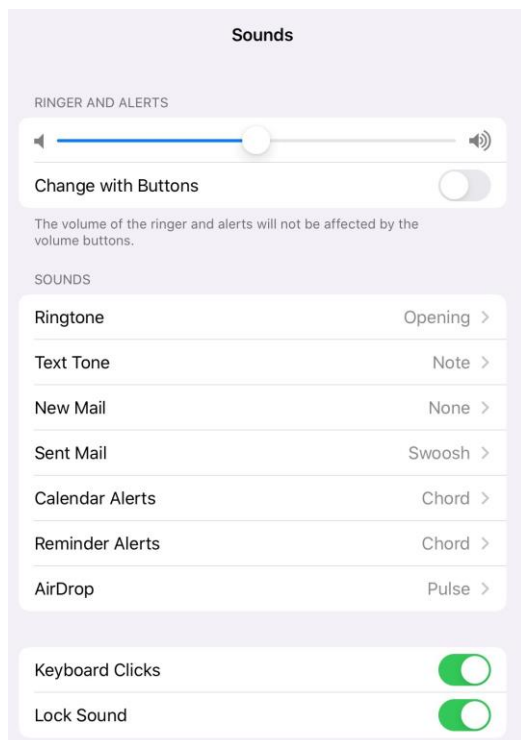 Sounds
RINGER AND ALERTS
Change with Buttons
The volume of the ringer and alerts will not be affected by the
volume buttons.
SOUNDS
Ringtone Opening
Text Tone Note
New Mail None
Sent Mail Swoosh
Calendar Alerts Chord
Reminder Alerts Chord
AirDrop Pulse
Keyboard Clicks
Lock Sound